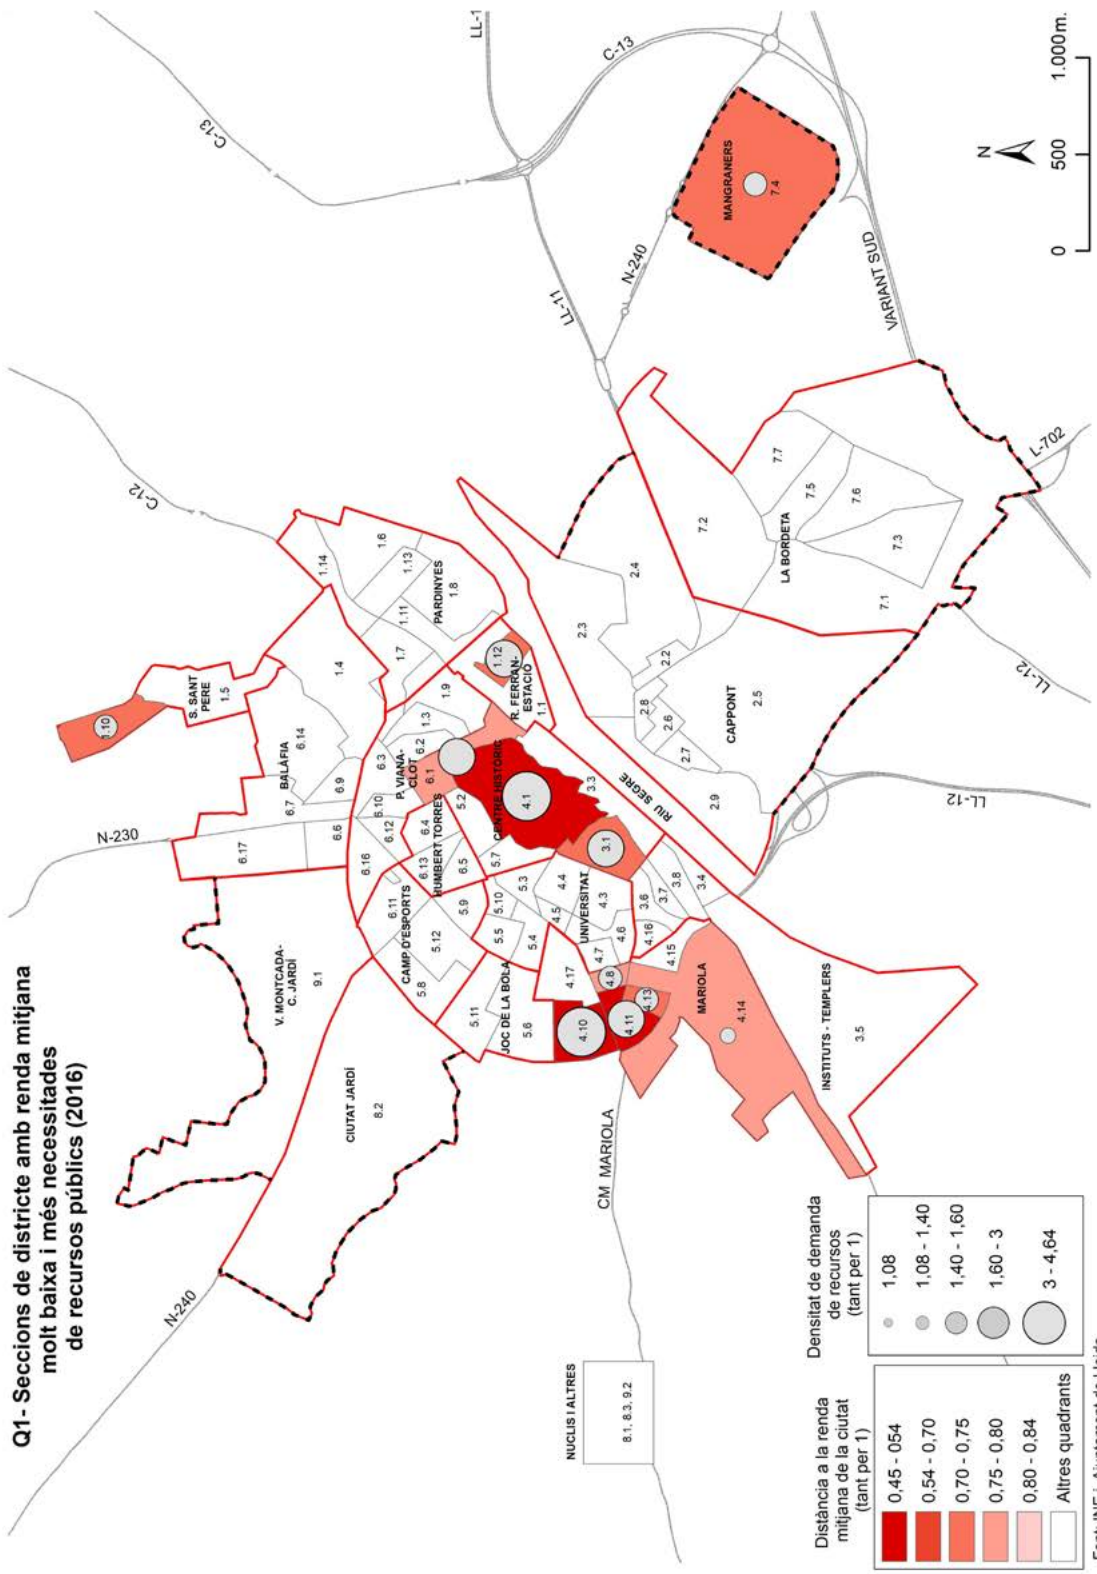 Q1- Seccions de districte amb renda mitjana
molt baixa i més necessitades
de recursos públics (2016)
N-240
N-230
C-12
C-13
C-13
LL-1
LL-11
N-240
VARIANT SUD
L-702
LL-12
LL-12
CM MARIOLA
RIU SEGRE
V. MONTCADA-
C. JARDÍ
9.1
CIUTAT JARDÍ
8.2
NUCLIS I ALTRES
8.1, 8.3, 9.2
1.10
S. SANT
PERE
1.5
BALÀFIA
6.14
6.7
6.9
6.17
6.6
1.4
1.14
1.6
1.13
1.11
PARDINYES
1.8
1.7
1.9
1.3
1.12
R. FERRAN-
ESTACIÓ
1.1
P. VIANA-
CLOT
6.3
6.2
6.1
6.10
6.12
6.16
HUMBERT TORRES
6.4
6.13
6.5
6.11
CAMP D'ESPORTS
5.12
5.9
5.8
CENTRE HISTÒRIC
5.2
4.1
5.7
3.3
3.1
5.10
5.3
5.5
5.4
JOC DE LA BOLA
5.11
5.6
UNIVERSITAT
4.4
4.5
4.3
4.6
4.7
4.17
4.8
4.10
4.11
4.13
4.15
4.16
3.6
3.7
3.8
3.4
MARIOLA
4.14
INSTITUTS - TEMPLERS
3.5
2.3
2.4
2.2
2.8
2.6
2.7
2.9
CAPPONT
2.5
7.2
7.7
7.5
7.6
LA BORDETA
7.3
7.1
MANGRANERS
7.4
N
0 500 1.000m.
Distància a la renda
mitjana de la ciutat
(tant per 1)
0,45 - 054
0,54 - 0,70
0,70 - 0,75
0,75 - 0,80
0,80 - 0,84
Altres quadrants
Densitat de demanda
de recursos
(tant per 1)
1,08
1,08 - 1,40
1,40 - 1,60
1,60 - 3
3 - 4,64
Font: INE i Ajuntament de Lleida